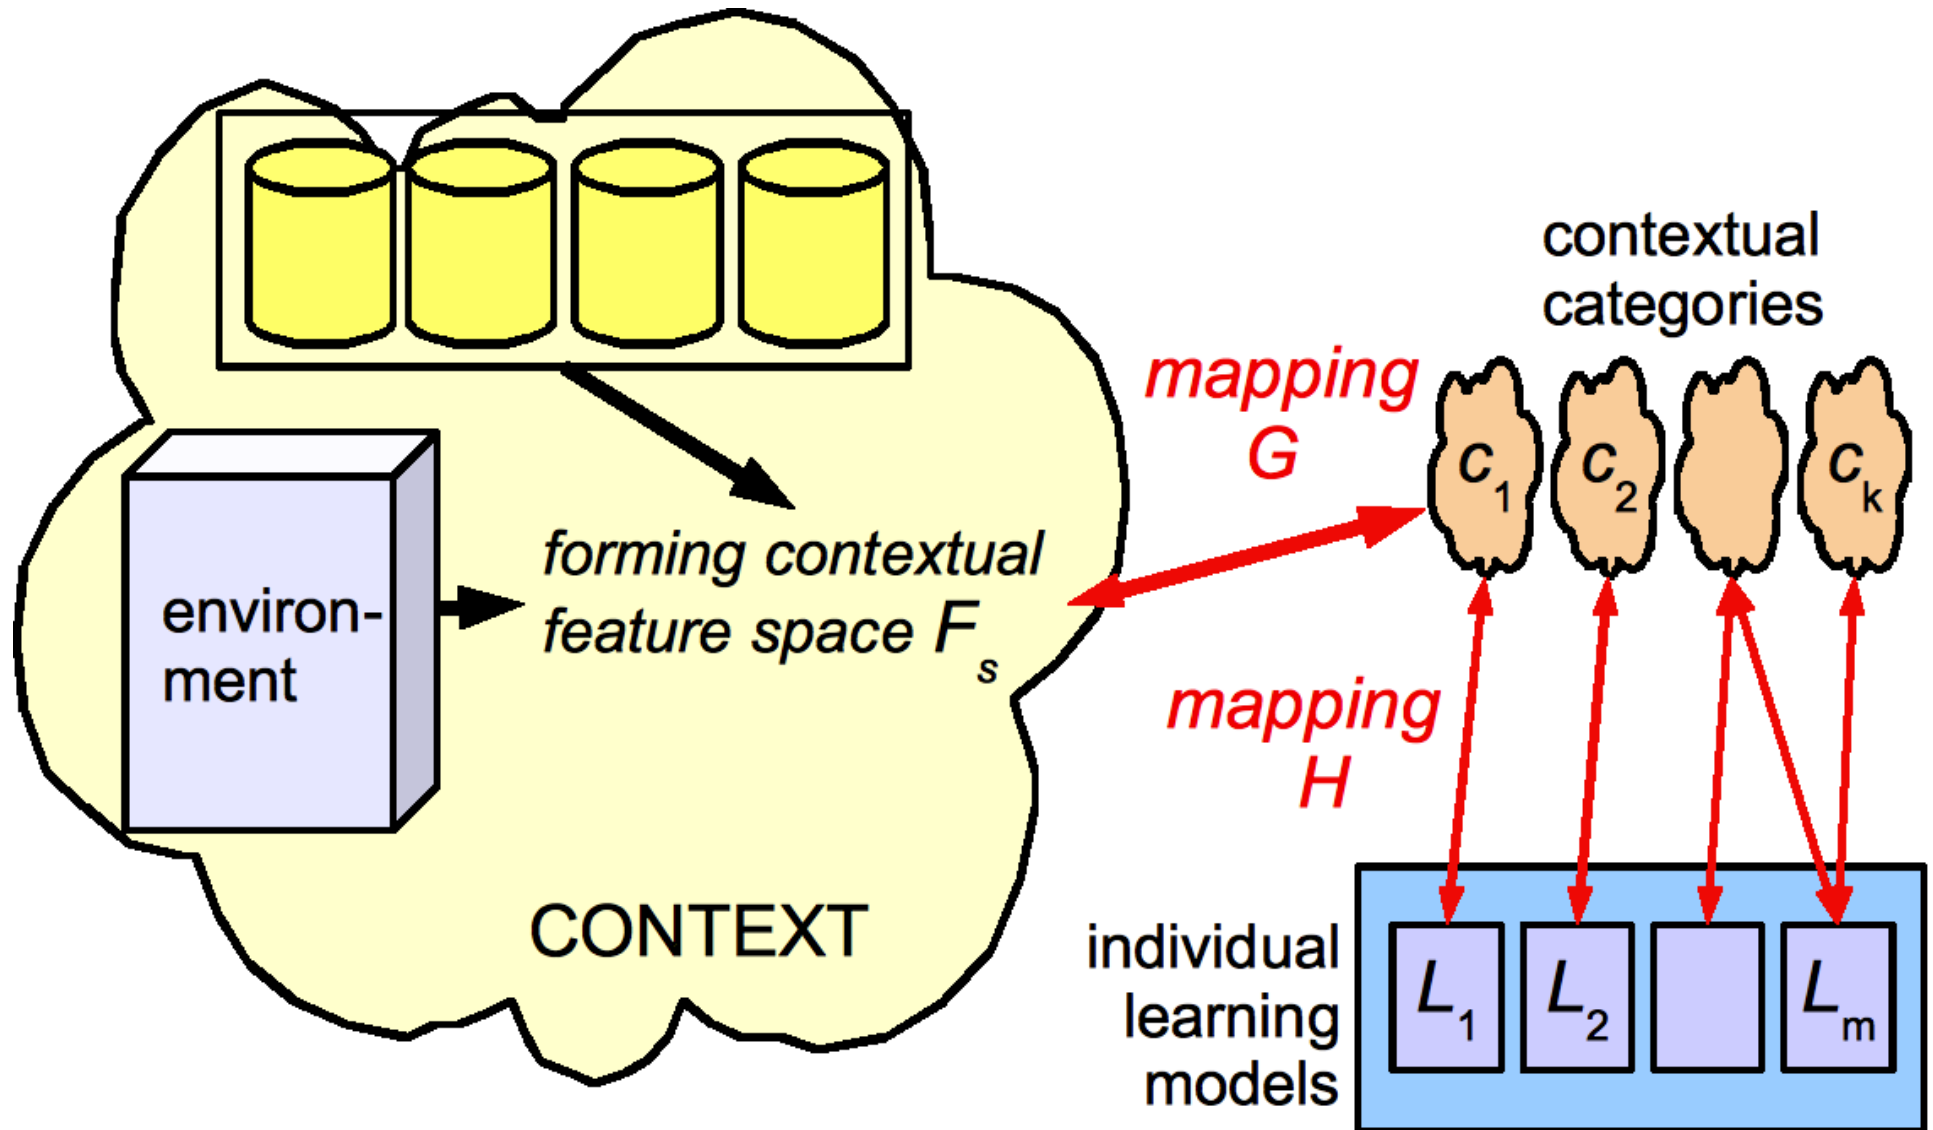 contextual
categories
mapping
G
c1
c2
ck
forming contextual
feature space Fs
environ-
ment
mapping
H
CONTEXT
individual
learning
models
L1
L2
Lm